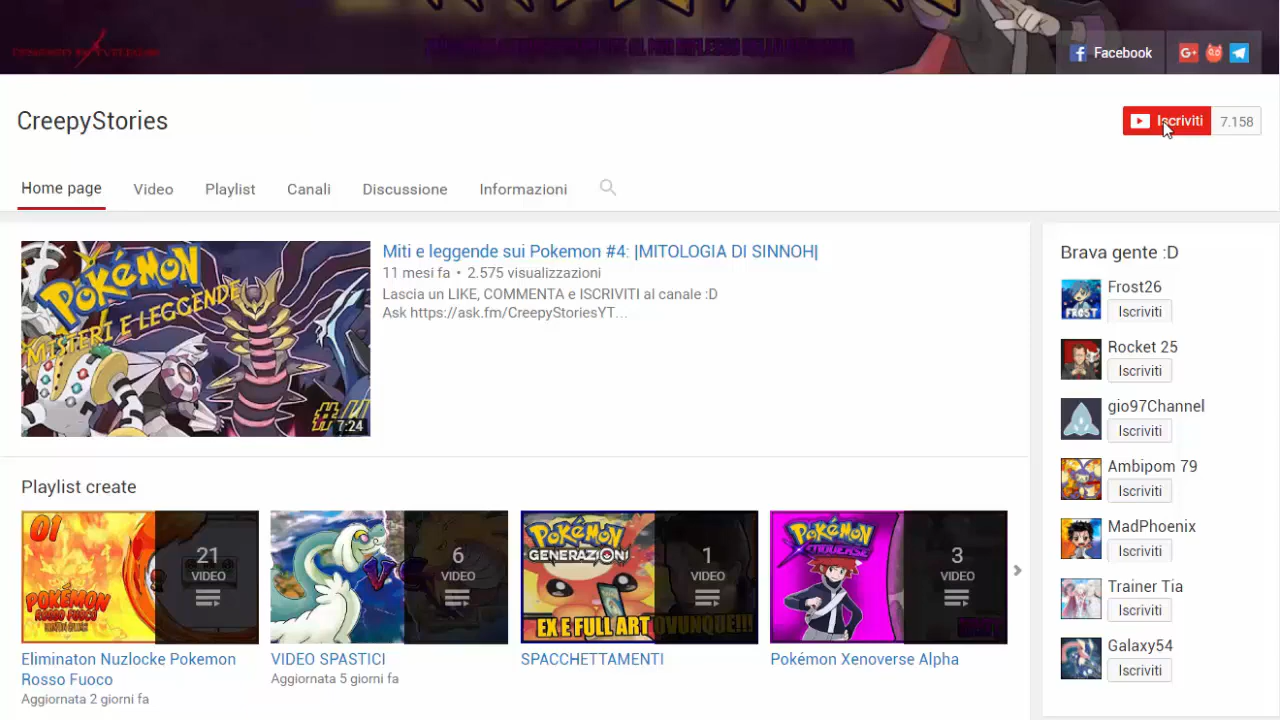 Facebook
CreepyStories
Iscriviti 7.158
Home page Video Playlist Canali Discussione Informazioni
Miti e leggende sui Pokemon #4: |MITOLOGIA DI SINNOH|
11 mesi fa • 2.575 visualizzazioni
Lascia un LIKE, COMMENTA e ISCRIVITI al canale :D
Ask https://ask.fm/CreepyStoriesYT...
POKÉMON
MISTERI E LEGGENDE
#4
7:24
Brava gente :D
Frost26
FROST
Iscriviti
Rocket 25
Iscriviti
gio97Channel
Iscriviti
Ambipom 79
Iscriviti
MadPhoenix
Iscriviti
Trainer Tia
Iscriviti
Galaxy54
Iscriviti
Playlist create
01
POKÉMON
ROSSO FUOCO
21
VIDEO
Eliminaton Nuzlocke Pokemon
Rosso Fuoco
Aggiornata 2 giorni fa
6
VIDEO
VIDEO SPASTICI
Aggiornata 5 giorni fa
POKÉMON
GENERAZIONI
EX E FULL ART OVUNQUE!!!
1
VIDEO
SPACCHETTAMENTI
POKÉMON
XENOVERSE
3
VIDEO
Pokémon Xenoverse Alpha